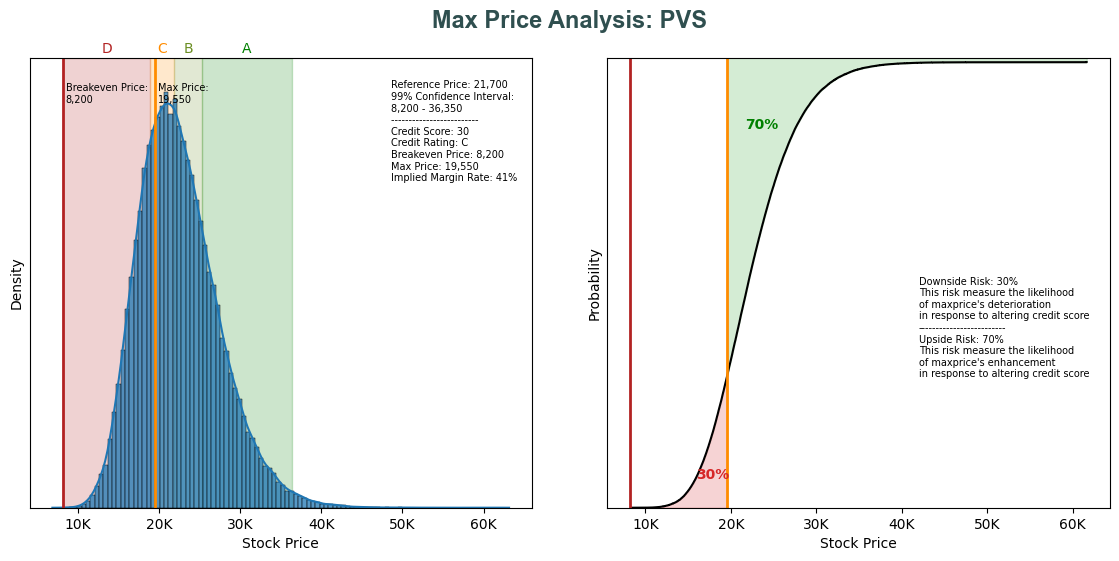 Max Price Analysis: PVS
D C B A
Breakeven Price:
8,200
Max Price:
19,550
Reference Price: 21,700
99% Confidence Interval:
8,200 - 36,350
-------------------------
Credit Score: 30
Credit Rating: C
Breakeven Price: 8,200
Max Price: 19,550
Implied Margin Rate: 41%
Density
10K 20K 30K 40K 50K 60K
Stock Price
70%
30%
Downside Risk: 30%
This risk measure the likelihood
of maxprice's deterioration
in response to altering credit score
-------------------------
Upside Risk: 70%
This risk measure the likelihood
of maxprice's enhancement
in response to altering credit score
Probability
10K 20K 30K 40K 50K 60K
Stock Price